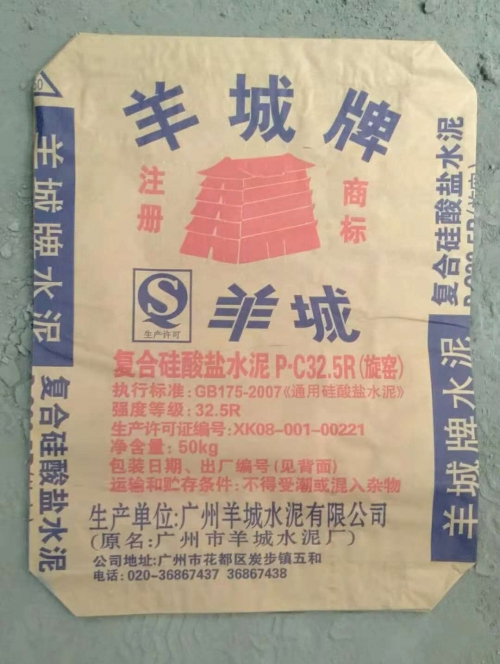 羊城牌
注册
商标
生产许可
羊城
复合硅酸盐水泥 P·C32.5R(旋窑)
执行标准:GB175-2007《通用硅酸盐水泥》
强度等级:32.5R
生产许可证编号:XK08-001-00221
净含量:50kg
包装日期、出厂编号(见背面)
运输和贮存条件:不得受潮或混入杂物
生产单位:广州羊城水泥有限公司
(原名:广州市羊城水泥厂)
公司地址:广州市花都区炭步镇五和
电话:020-36867437 36867438
羊城牌水泥
复合硅酸盐水泥
复合硅酸盐水泥
羊城牌水泥